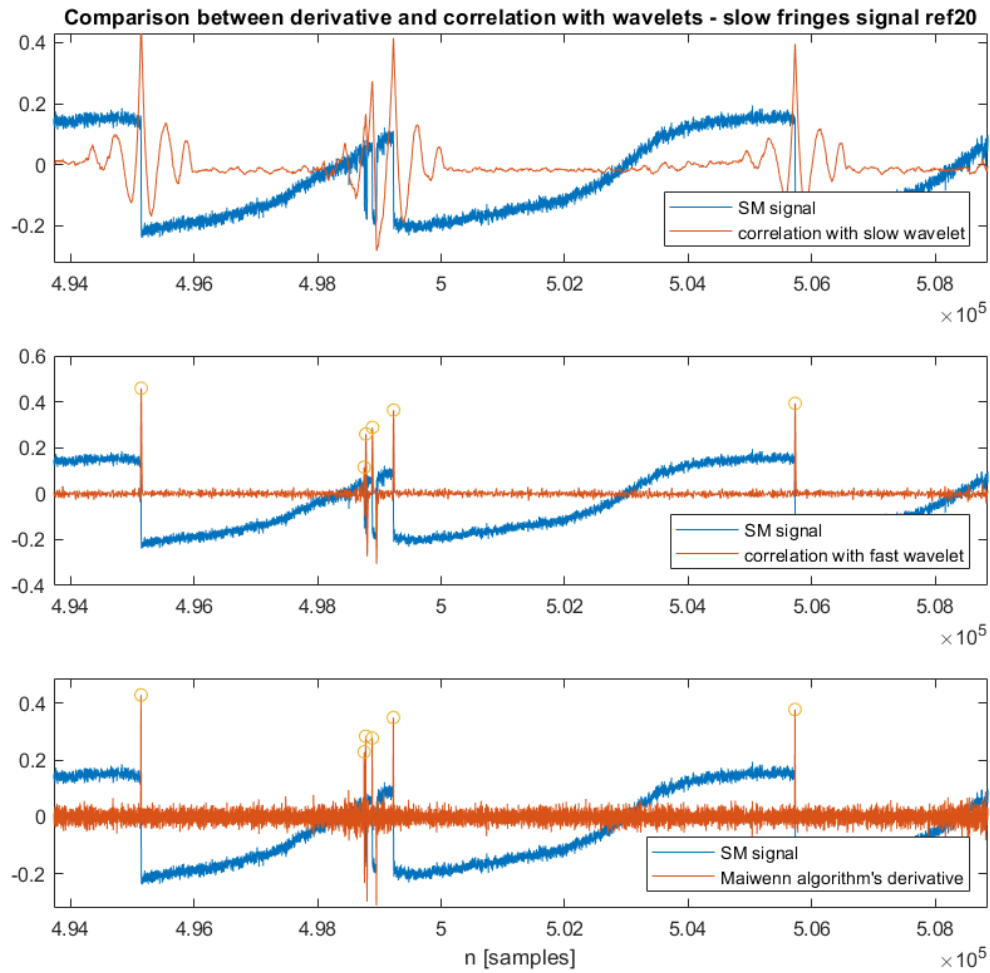 Comparison between derivative and correlation with wavelets - slow fringes signal ref20
0.4
0.2
0
-0.2
SM signal
correlation with slow wavelet
4.94 4.96 4.98 5 5.02 5.04 5.06 5.08
×10^5
0.6
0.4
0.2
0
-0.2
-0.4
SM signal
correlation with fast wavelet
4.94 4.96 4.98 5 5.02 5.04 5.06 5.08
×10^5
0.4
0.2
0
-0.2
SM signal
Maiwenn algorithm's derivative
4.94 4.96 4.98 5 5.02 5.04 5.06 5.08
n [samples]
×10^5